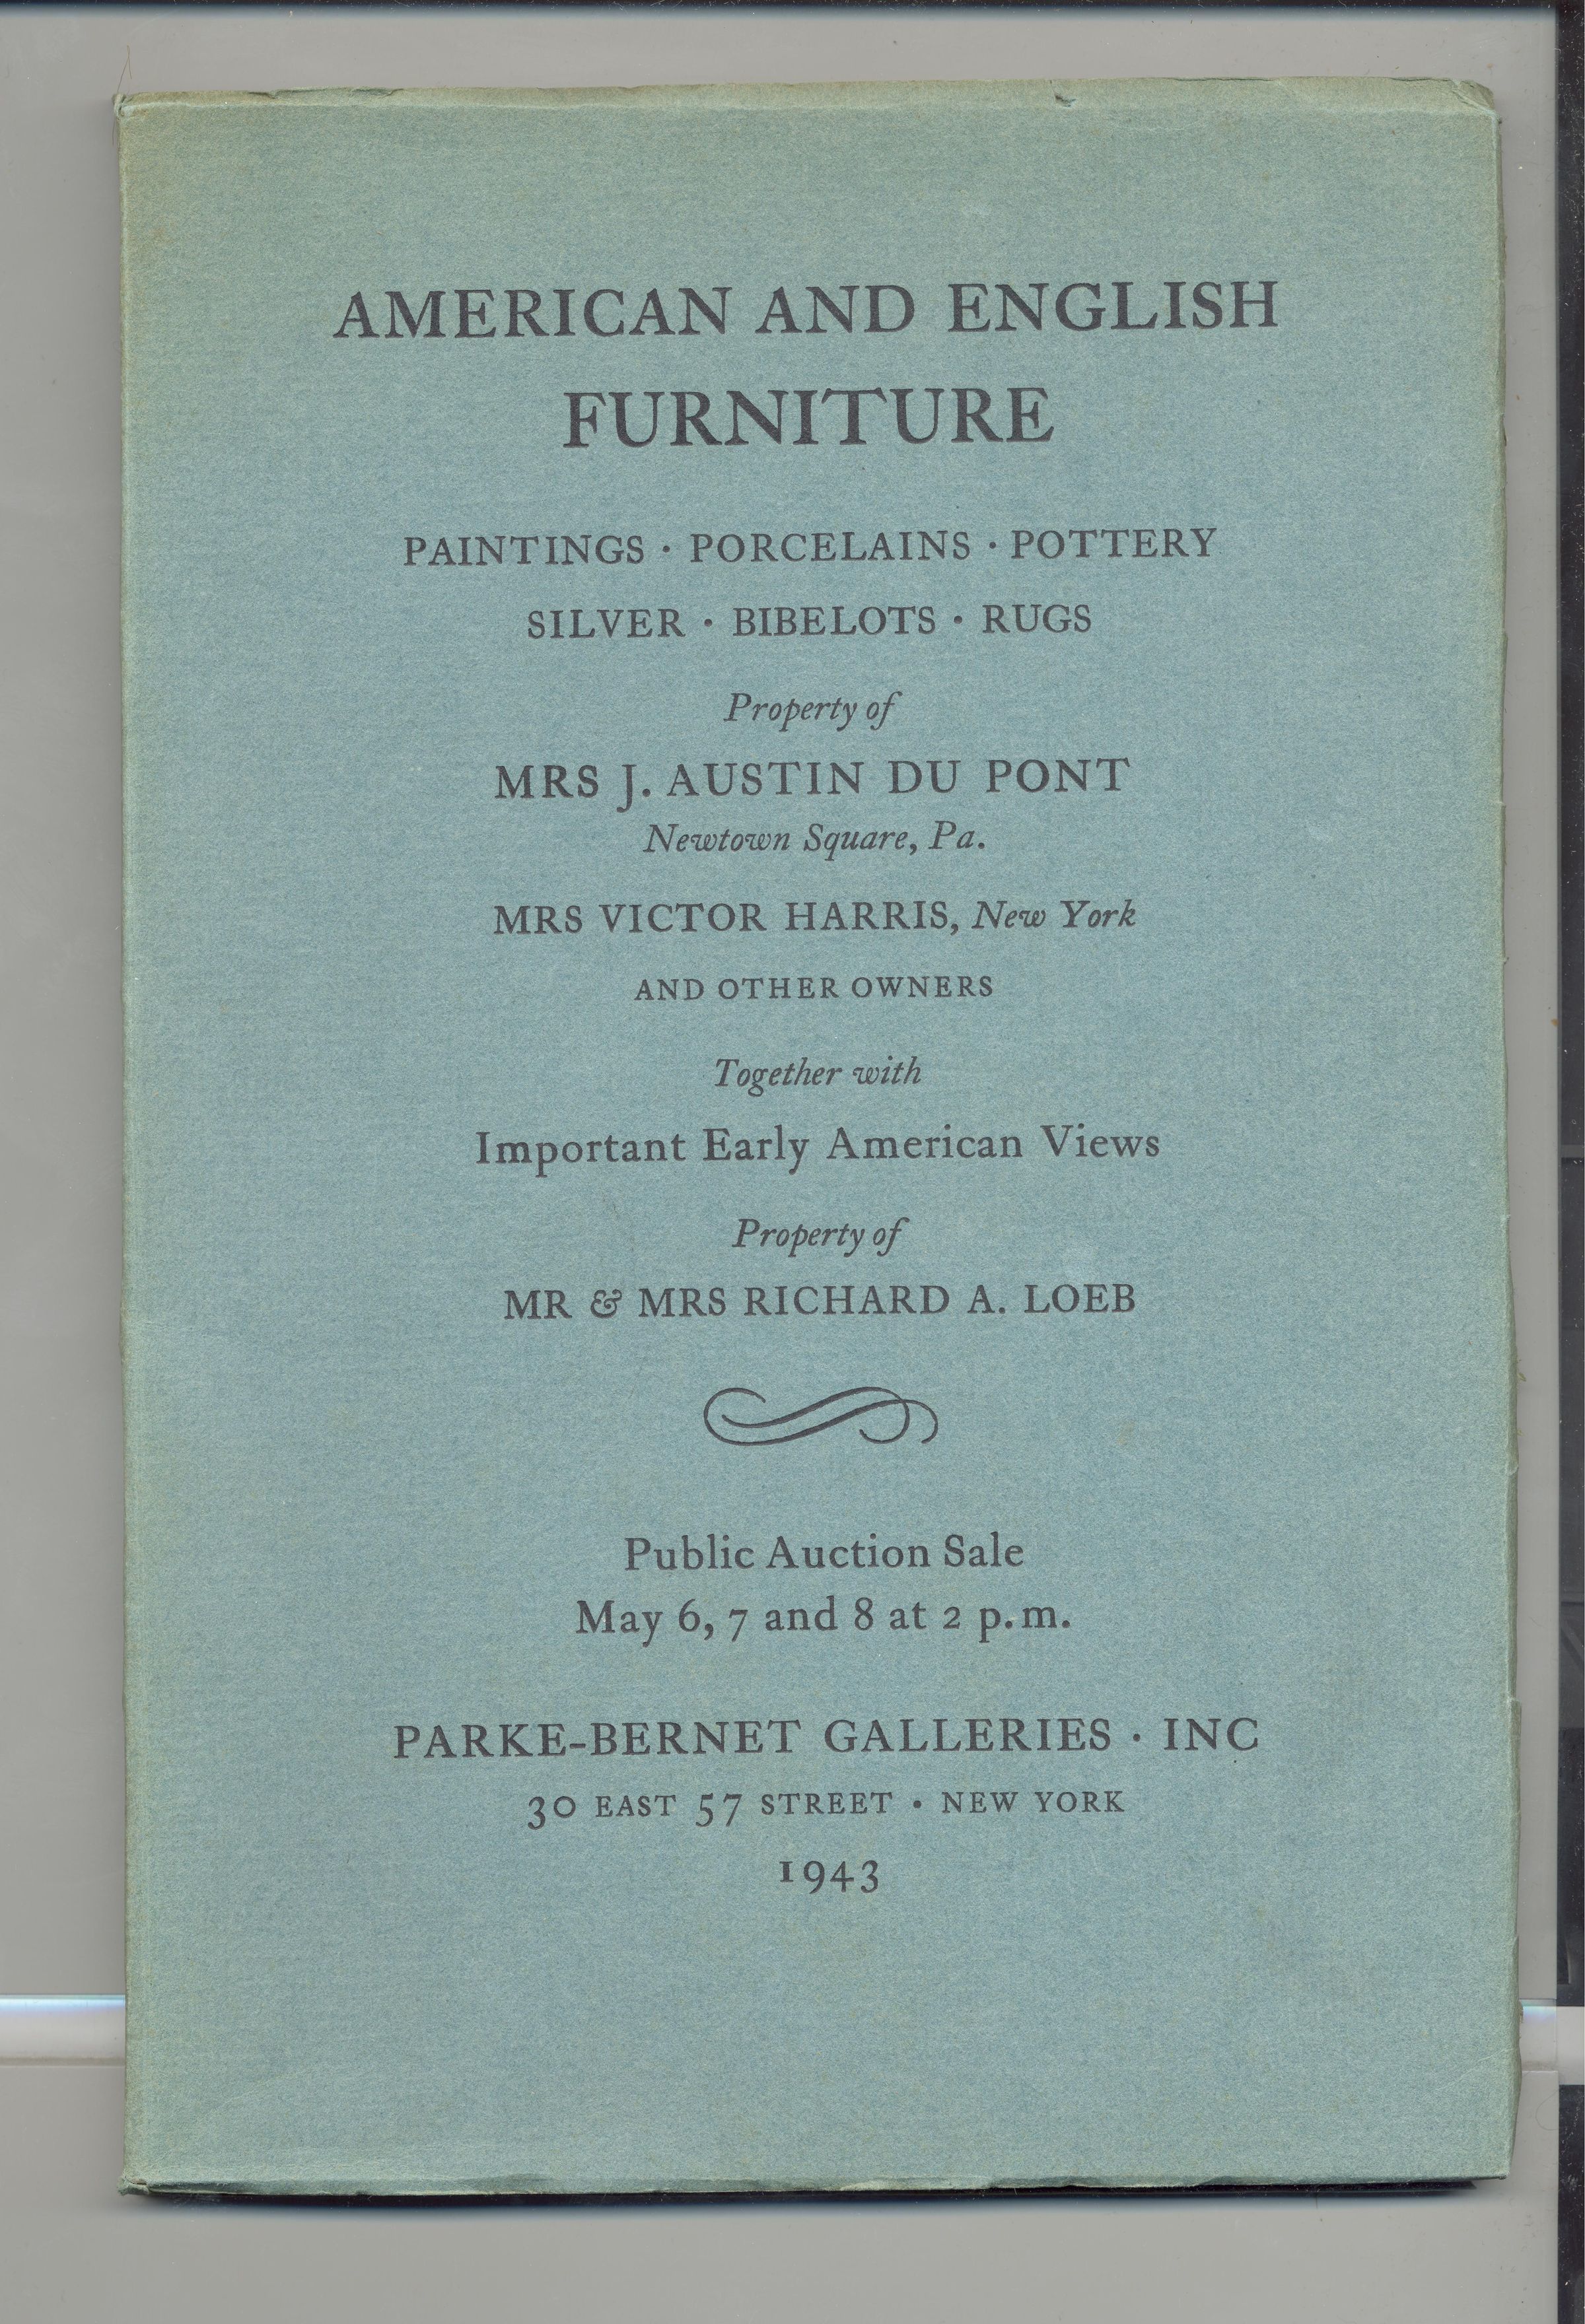 AMERICAN AND ENGLISH
FURNITURE
PAINTINGS · PORCELAINS · POTTERY
SILVER · BIBELOTS · RUGS
Property of
MRS J. AUSTIN DU PONT
Newtown Square, Pa.
MRS VICTOR HARRIS, New York
AND OTHER OWNERS
Together with
Important Early American Views
Property of
MR & MRS RICHARD A. LOEB
Public Auction Sale
May 6, 7 and 8 at 2 p.m.
PARKE-BERNET GALLERIES · INC
30 EAST 57 STREET · NEW YORK
1943